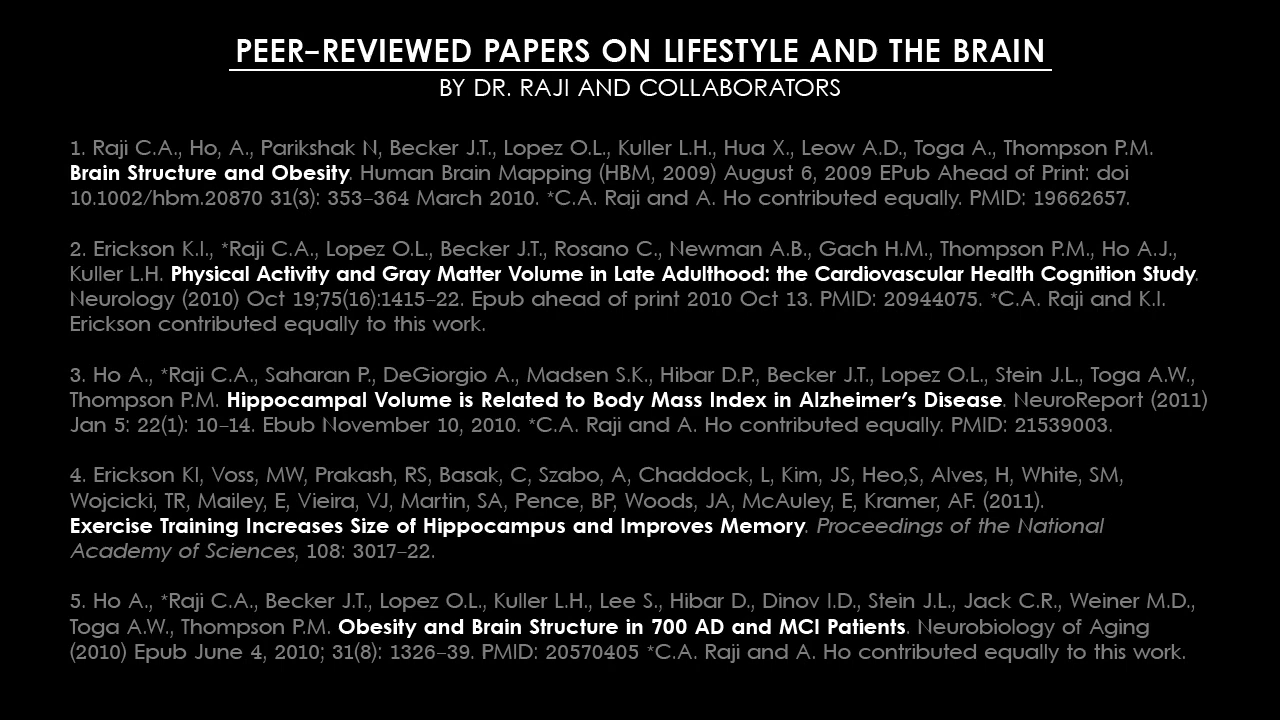 PEER–REVIEWED PAPERS ON LIFESTYLE AND THE BRAIN
BY DR. RAJI AND COLLABORATORS
1. Raji C.A., Ho, A., Parikshak N, Becker J.T., Lopez O.L., Kuller L.H., Hua X., Leow A.D., Toga A., Thompson P.M.
Brain Structure and Obesity. Human Brain Mapping (HBM, 2009) August 6, 2009 EPub Ahead of Print: doi
10.1002/hbm.20870 31(3): 353–364 March 2010. *C.A. Raji and A. Ho contributed equally. PMID: 19662657.
2. Erickson K.I., *Raji C.A., Lopez O.L., Becker J.T., Rosano C., Newman A.B., Gach H.M., Thompson P.M., Ho A.J.,
Kuller L.H. Physical Activity and Gray Matter Volume in Late Adulthood: the Cardiovascular Health Cognition Study.
Neurology (2010) Oct 19;75(16):1415–22. Epub ahead of print 2010 Oct 13. PMID: 20944075. *C.A. Raji and K.I.
Erickson contributed equally to this work.
3. Ho A., *Raji C.A., Saharan P., DeGiorgio A., Madsen S.K., Hibar D.P., Becker J.T., Lopez O.L., Stein J.L., Toga A.W.,
Thompson P.M. Hippocampal Volume is Related to Body Mass Index in Alzheimer’s Disease. NeuroReport (2011)
Jan 5: 22(1): 10–14. Ebub November 10, 2010. *C.A. Raji and A. Ho contributed equally. PMID: 21539003.
4. Erickson KI, Voss, MW, Prakash, RS, Basak, C, Szabo, A, Chaddock, L, Kim, JS, Heo,S, Alves, H, White, SM,
Wojcicki, TR, Mailey, E, Vieira, VJ, Martin, SA, Pence, BP, Woods, JA, McAuley, E, Kramer, AF. (2011).
Exercise Training Increases Size of Hippocampus and Improves Memory. Proceedings of the National
Academy of Sciences, 108: 3017–22.
5. Ho A., *Raji C.A., Becker J.T., Lopez O.L., Kuller L.H., Lee S., Hibar D., Dinov I.D., Stein J.L., Jack C.R., Weiner M.D.,
Toga A.W., Thompson P.M. Obesity and Brain Structure in 700 AD and MCI Patients. Neurobiology of Aging
(2010) Epub June 4, 2010; 31(8): 1326–39. PMID: 20570405 *C.A. Raji and A. Ho contributed equally to this work.